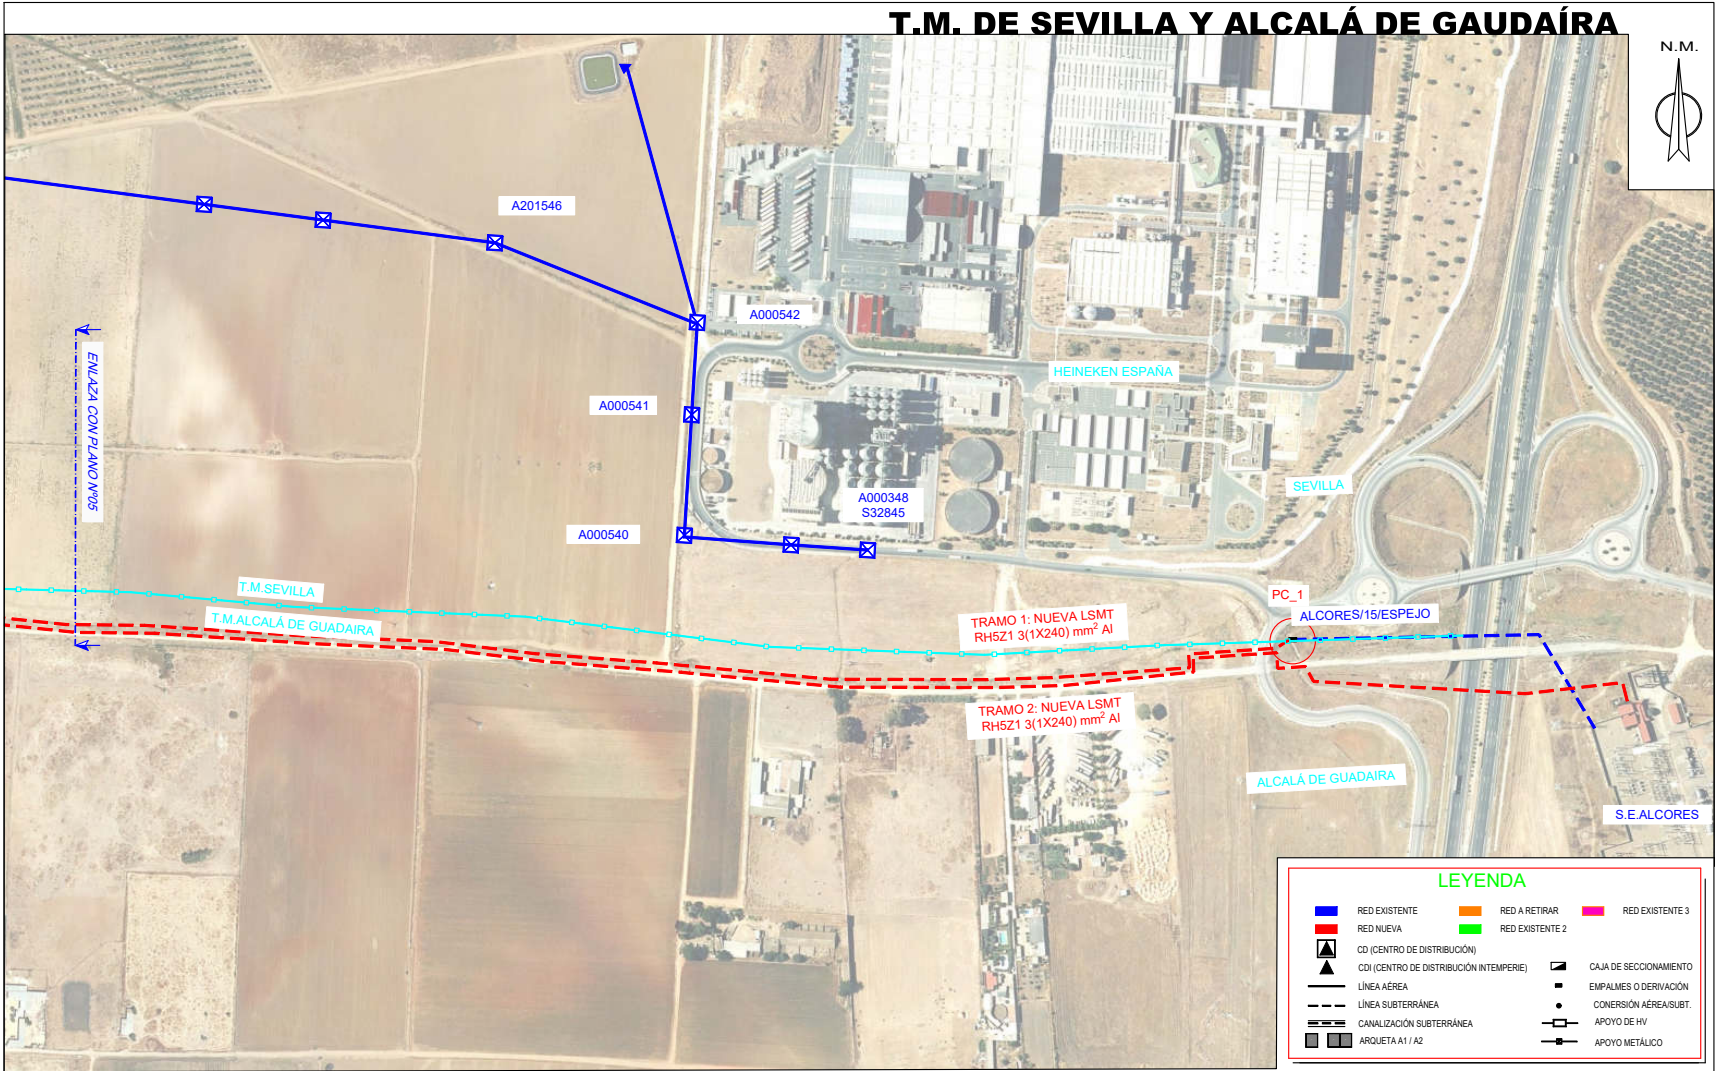 T.M. DE SEVILLA Y ALCALÁ DE GAUDAÍRA
N.M.
A201546
A000542
HEINEKEN ESPAÑA
A000541
ENLAZA CON PLANO Nº05
A000348
S32845
SEVILLA
A000540
T.M.SEVILLA
T.M.ALCALÁ DE GUADAIRA
PC_1
ALCORES/15/ESPEJO
TRAMO 1: NUEVA LSMT
RH5Z1 3(1X240) mm² Al
TRAMO 2: NUEVA LSMT
RH5Z1 3(1X240) mm² Al
ALCALÁ DE GUADAIRA
S.E.ALCORES
LEYENDA
RED EXISTENTE
RED A RETIRAR
RED EXISTENTE 3
RED NUEVA
RED EXISTENTE 2
CD (CENTRO DE DISTRIBUCIÓN)
CDI (CENTRO DE DISTRIBUCIÓN INTEMPERIE)
CAJA DE SECCIONAMIENTO
LÍNEA AÉREA
EMPALMES O DERIVACIÓN
LÍNEA SUBTERRÁNEA
CONERSIÓN AÉREA/SUBT.
CANALIZACIÓN SUBTERRÁNEA
APOYO DE HV
ARQUETA A1 / A2
APOYO METÁLICO